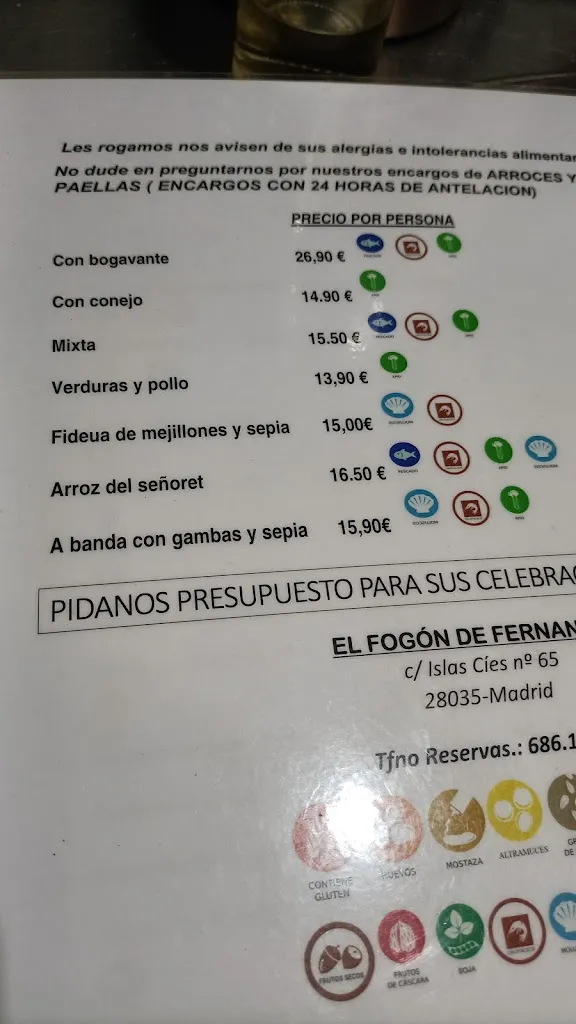 Les rogamos nos avisen de sus alergias e intolerancias
No dude en preguntarnos por nuestros encargos de ARROCES Y
PAELLAS ( ENCARGOS CON 24 HORAS DE ANTELACION)
PRECIO POR PERSONA
Con bogavante 26,90 €
Con conejo 14.90 €
Mixta 15.50 €
Verduras y pollo 13,90 €
Fideua de mejillones y sepia 15,00€
Arroz del señoret 16.50 €
A banda con gambas y sepia 15,90€
PIDANOS PRESUPUESTO PARA SUS
EL FOGÓN DE
c/ Islas Cíes nº 65
28035-Madrid
Tfno Reservas.: 686.1
CONTIENE GLUTEN HUEVOS MOSTAZA ALTRAMUCES
FRUTOS SECOS FRUTOS DE CASCARA SOJA